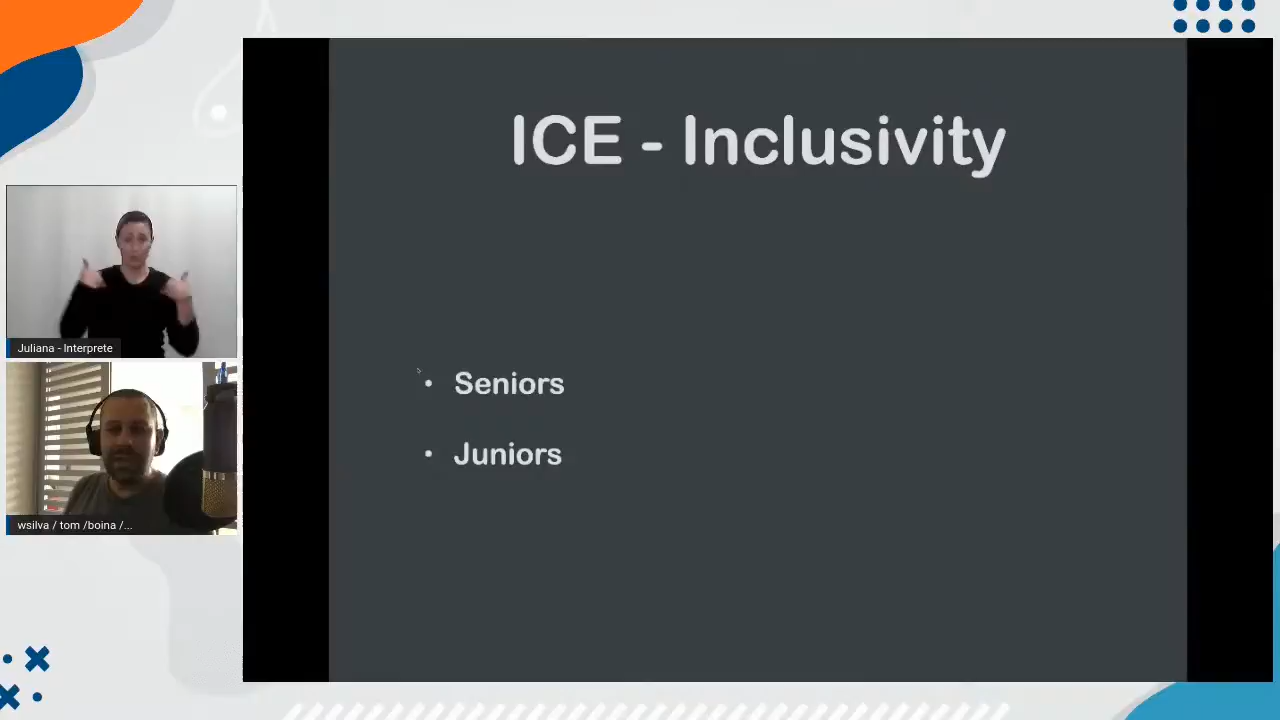 ICE - Inclusivity
• Seniors
• Juniors
Juliana - Interprete
wsilva / tom /boina /...